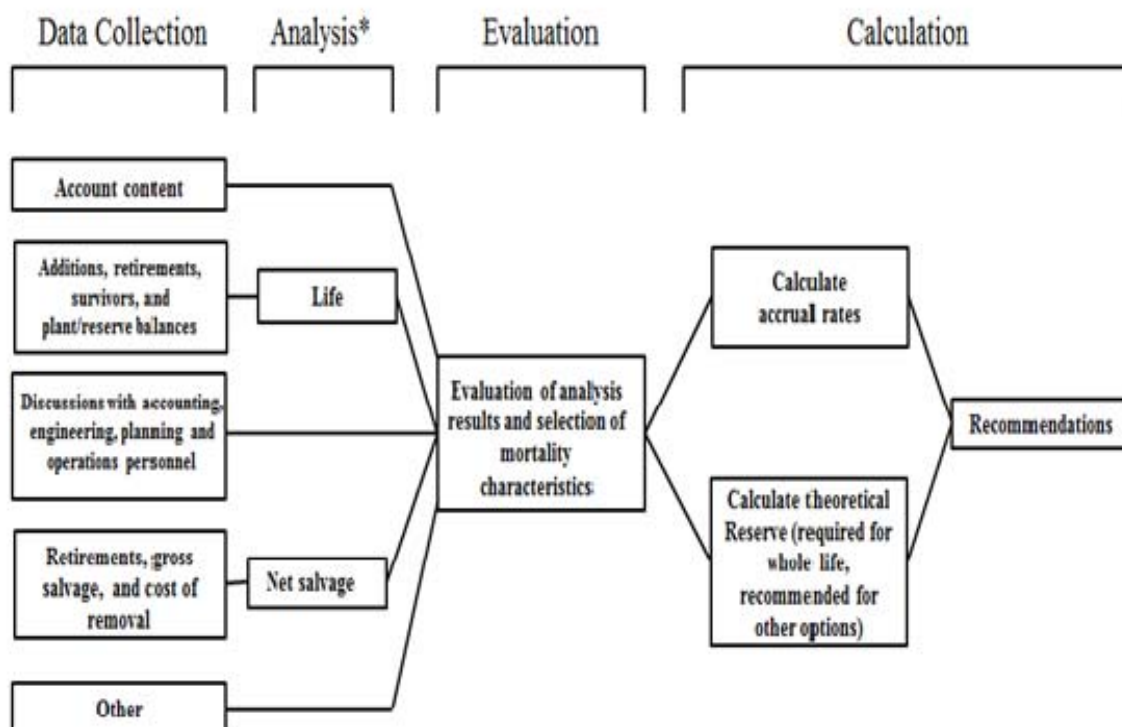 Data Collection
Analysis*
Evaluation
Calculation
Account content
Additions, retirements,
survivors, and
plant/reserve balances
Life
Discussions with accounting,
engineering, planning and
operations personnel
Retirements, gross
salvage, and cost of
removal
Net salvage
Other
Evaluation of analysis
results and selection of
mortality
characteristics
Calculate
accrual rates
Calculate theoretical
Reserve (required for
whole life,
recommended for
other options)
Recommendations